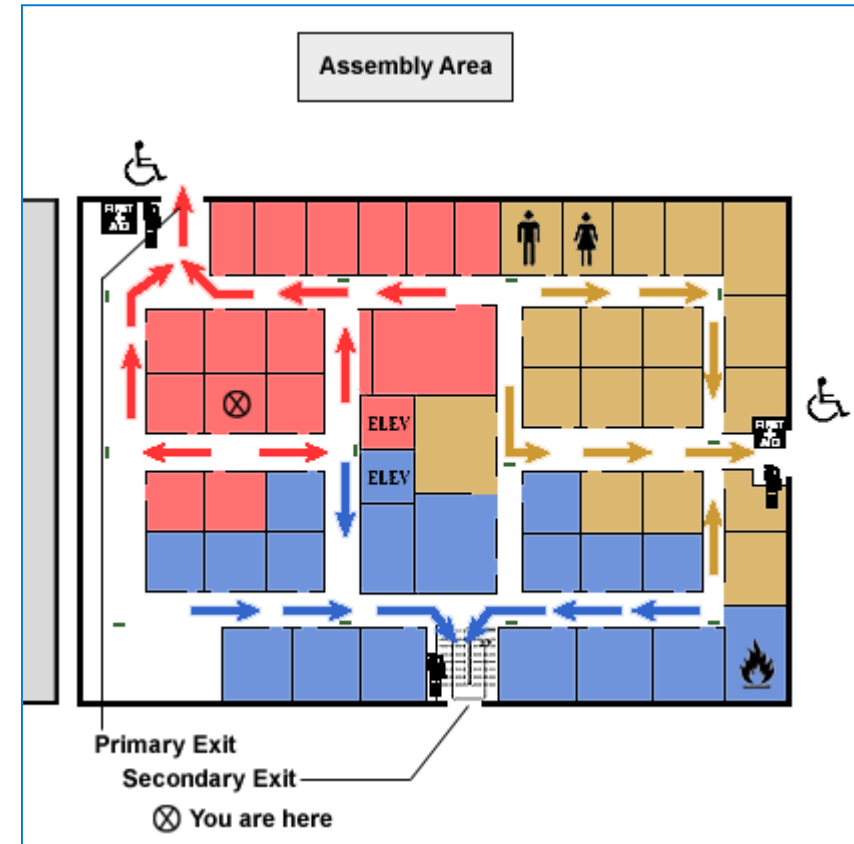 Assembly Area
FIRST
AID
ELEV
FIRST
AID
ELEV
Primary Exit
Secondary Exit
You are here